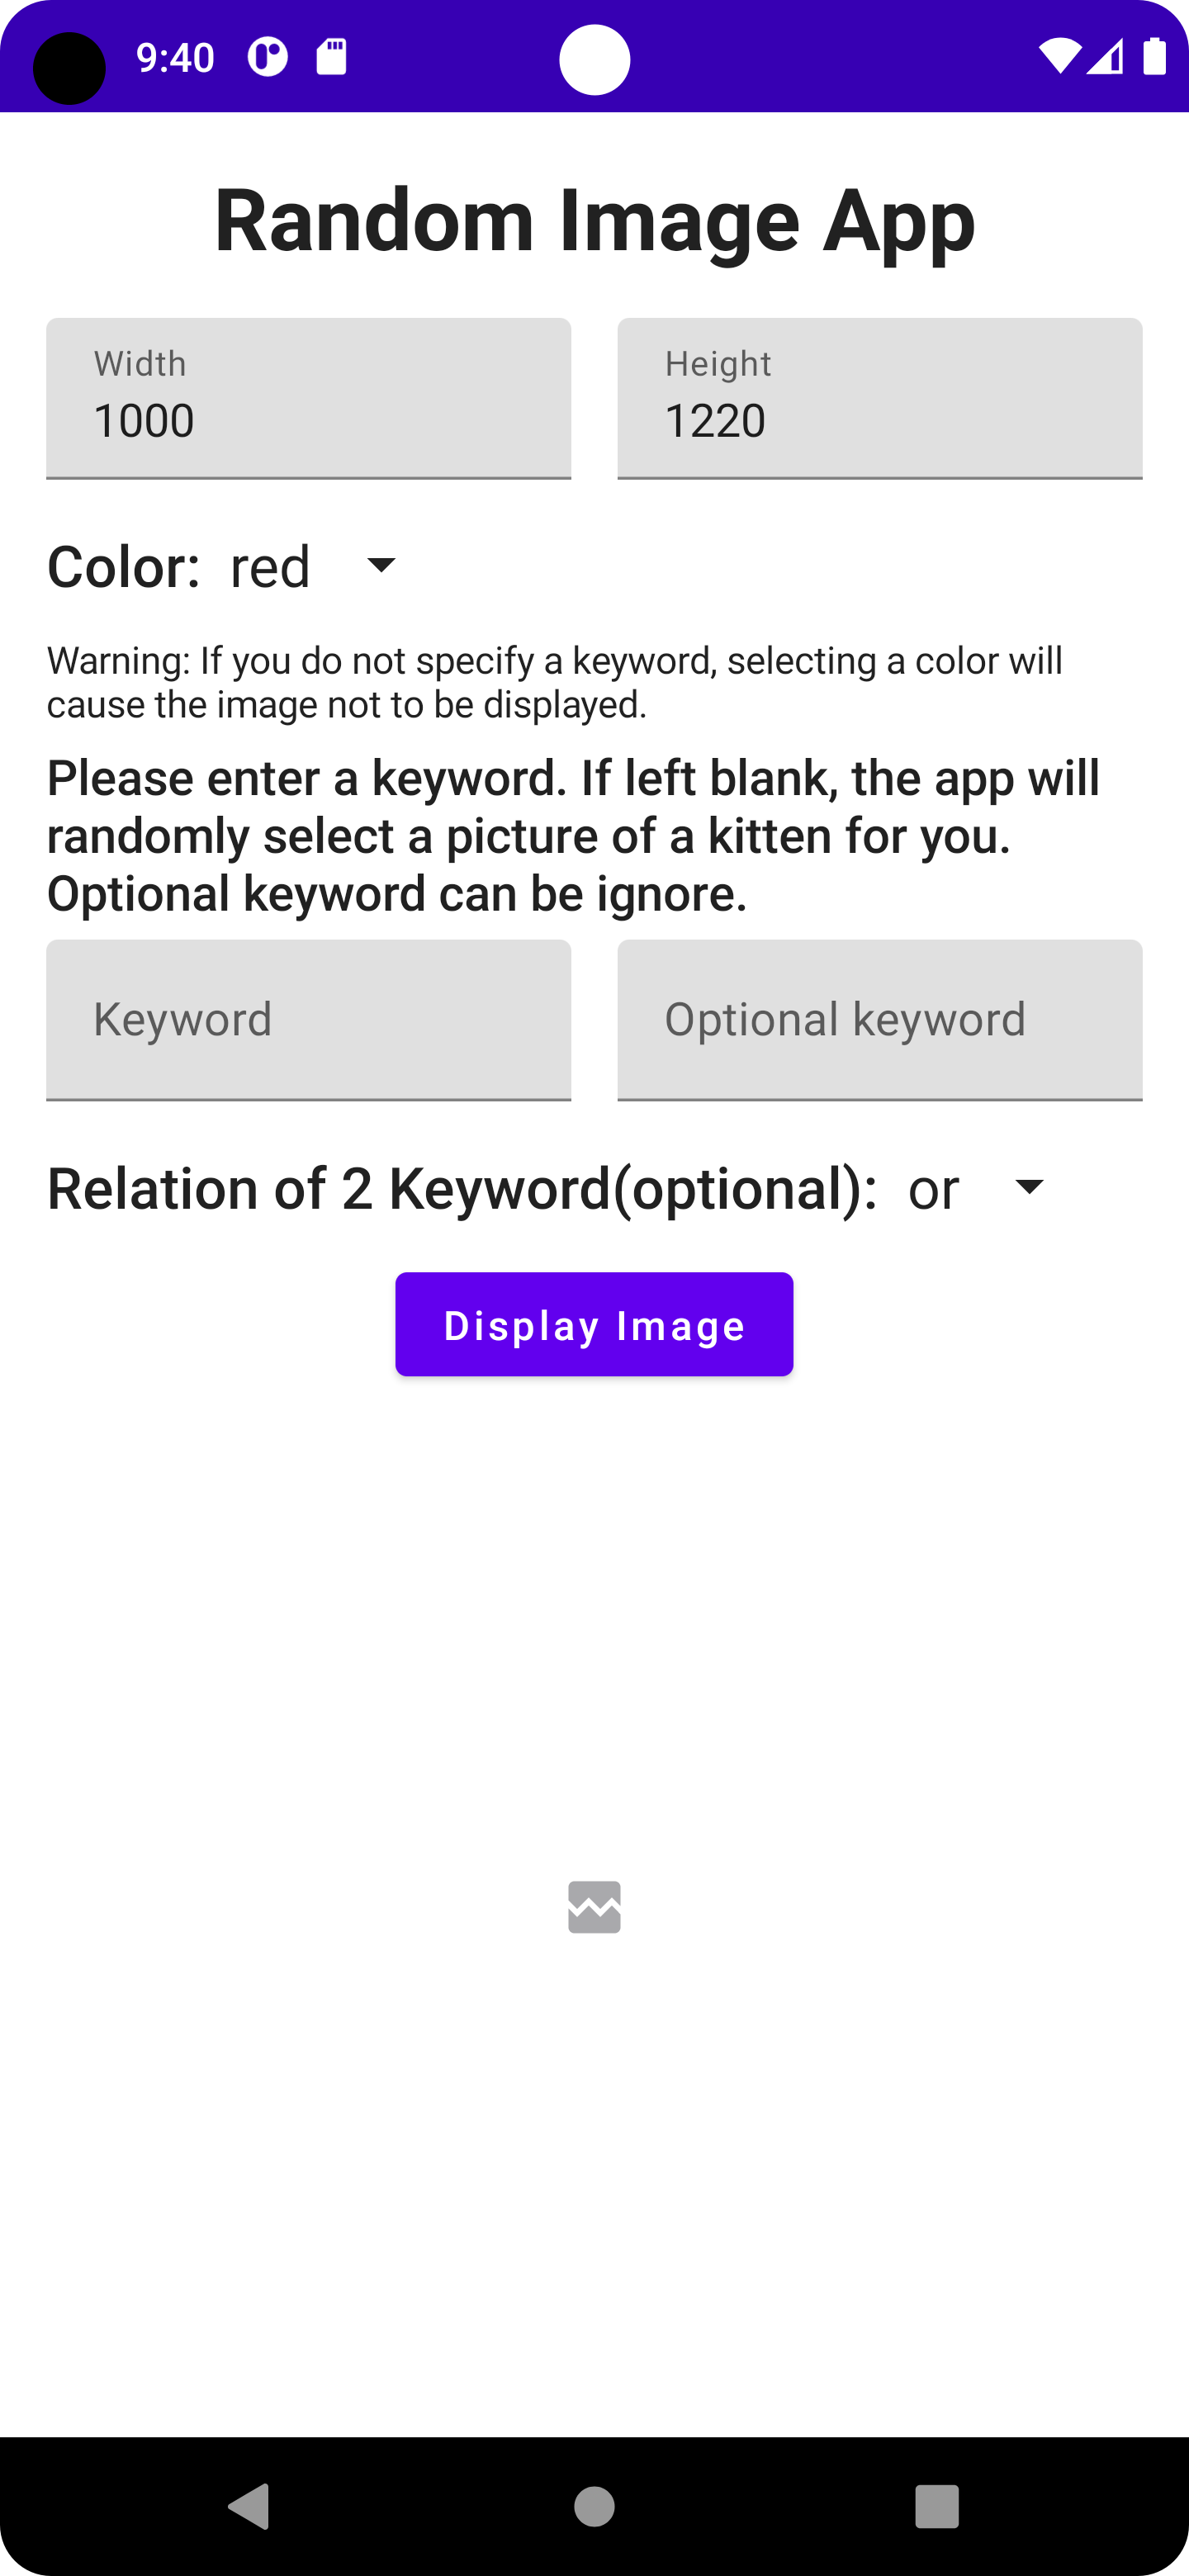 9:40
Random Image App
Width
Height
1000
1220
Color: red
Warning: If you do not specify a keyword, selecting a color will
cause the image not to be displayed.
Please enter a keyword. If left blank, the app will
randomly select a picture of a kitten for you.
Optional keyword can be ignore.
Keyword
Optional keyword
Relation of 2 Keyword(optional): or
Display Image